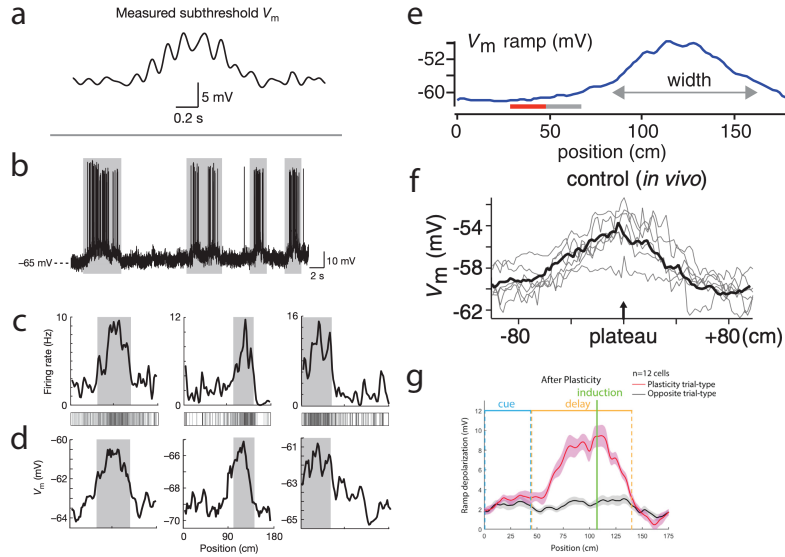 a
Measured subthreshold Vm
5 mV
0.2 s
b
−65 mV
10 mV
2 s
c
Firing rate (Hz)
10
5
0
12
6
0
16
8
0
d
Vm (mV)
−60
−62
−64
−66
−68
−69
−70
−61
−63
−65
0
90
180
Position (cm)
e
Vm ramp (mV)
-52
-60
width
0
50
100
150
position (cm)
f
control (in vivo)
Vm (mV)
-54
-58
-62
-80
plateau
+80(cm)
g
After Plasticity
n=12 cells
Plasticity trial-type
Opposite trial-type
induction
cue
delay
Ramp depolarization (mV)
12
10
8
6
4
2
0
0
25
50
75
100
125
150
175
Position (cm)